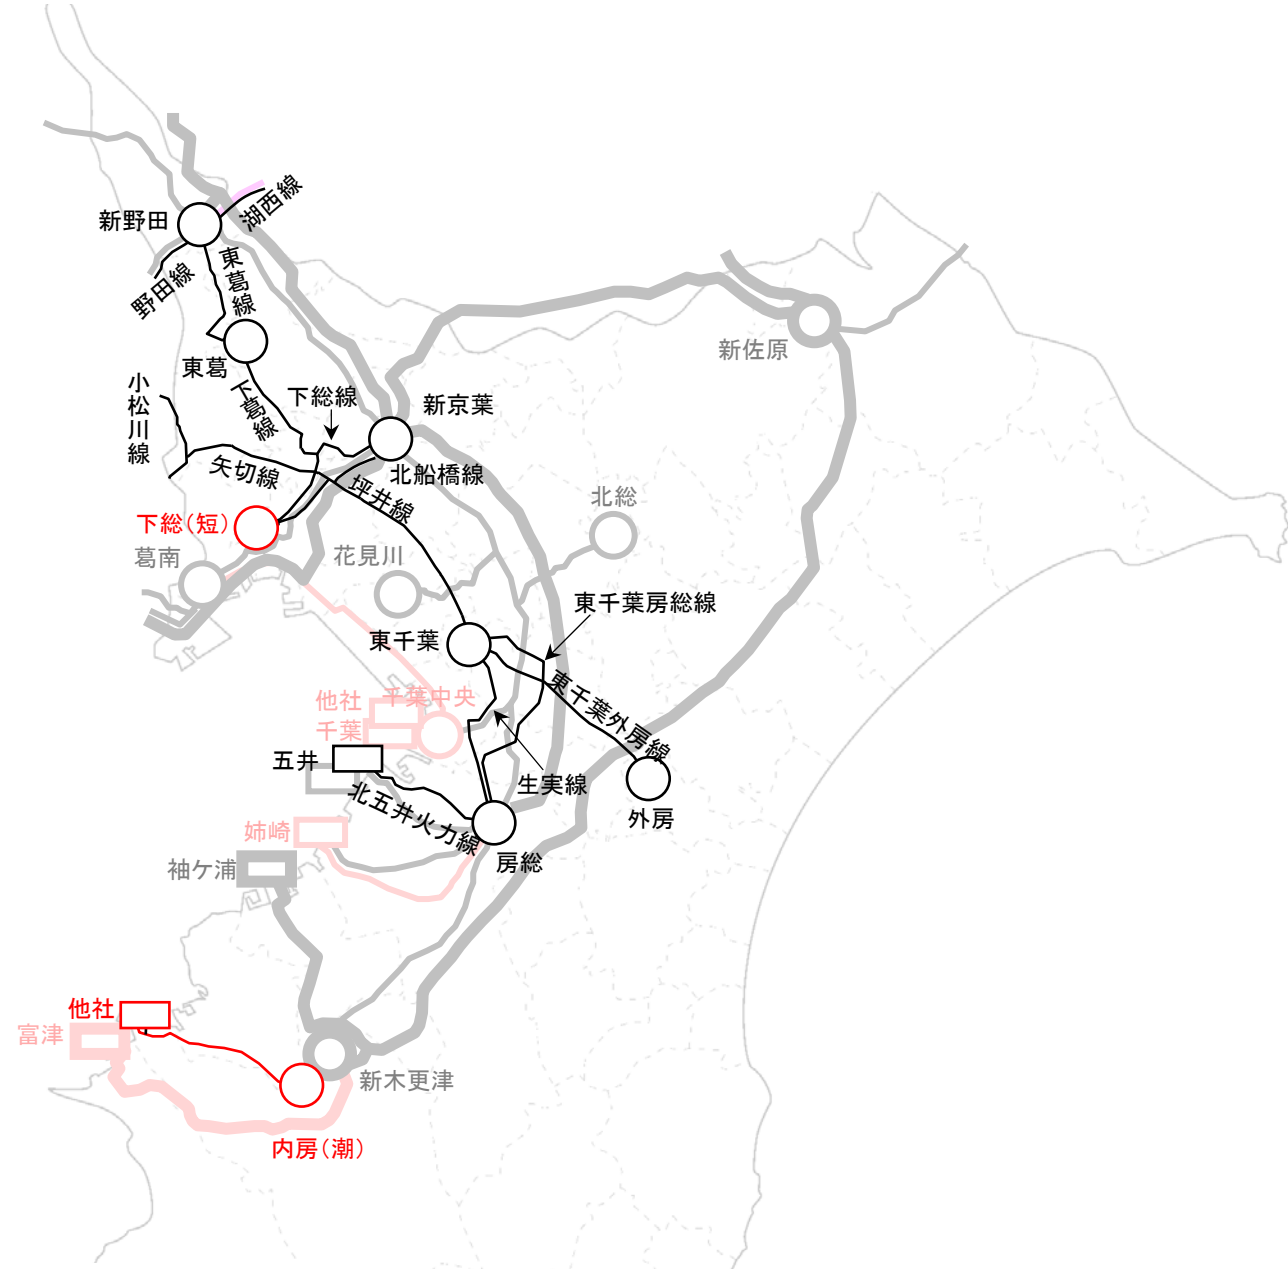 湖西線
新野田
東葛線
野田線
新佐原
東葛
小松川線
下葛線
下総線
新京葉
矢切線
北船橋線
坪井線
北総
下総(短)
葛南
花見川
東千葉房総線
東千葉
東千葉外房線
他社
千葉中央
千葉
五井
生実線
北五井火力線
外房
姉崎
房総
袖ケ浦
他社
富津
新木更津
内房(潮)